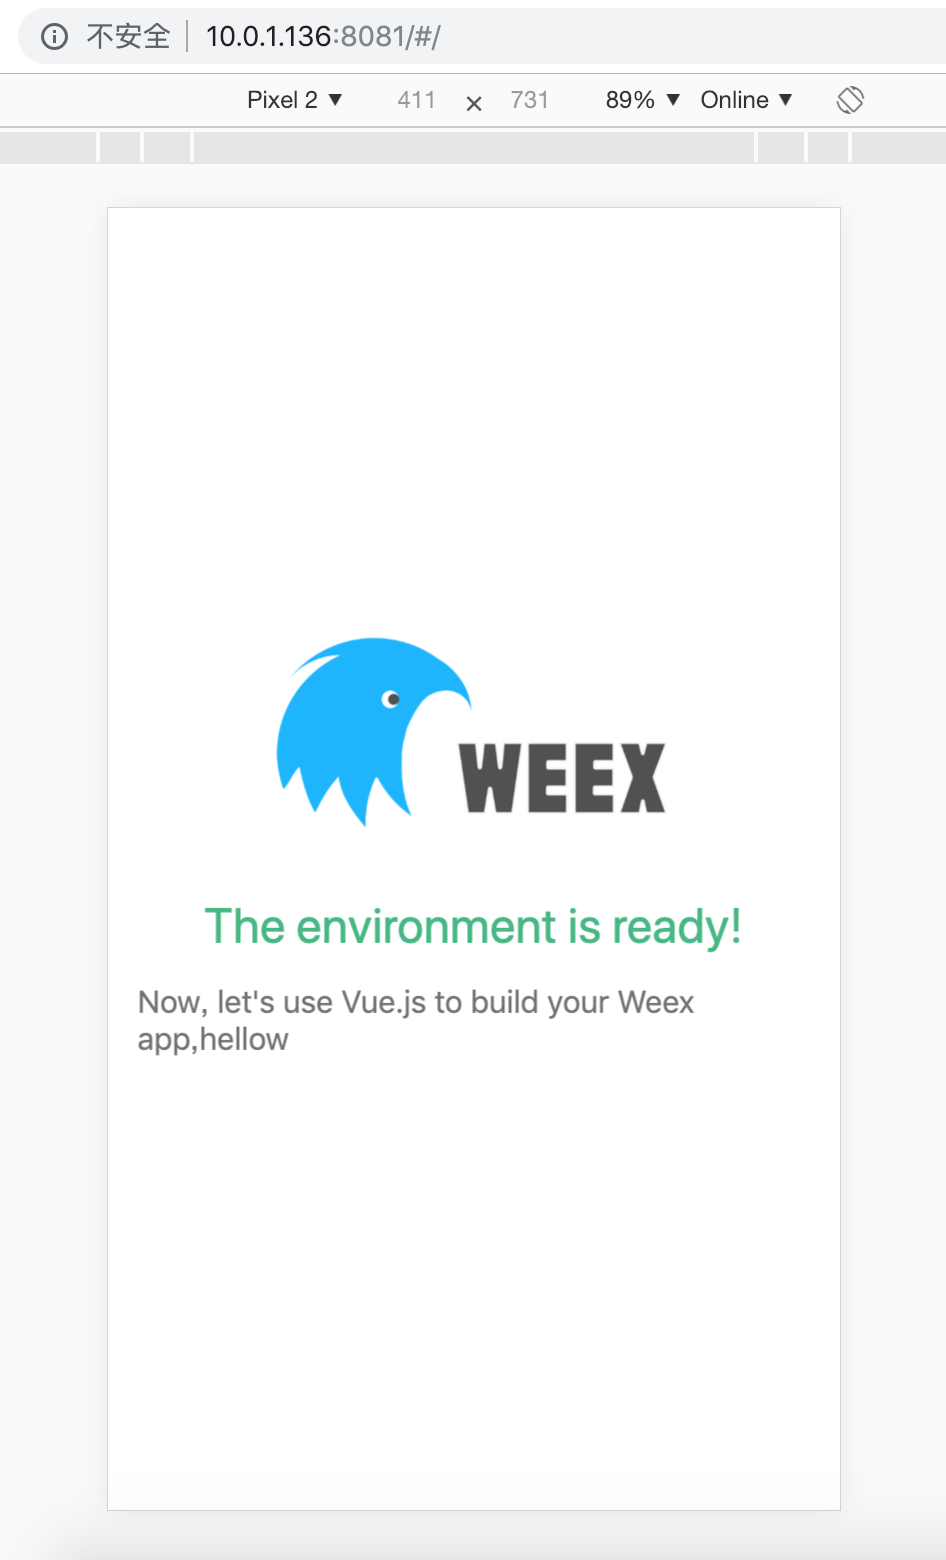 不安全 10.0.1.136:8081/#/
Pixel 2 ▼ 411 × 731 89% ▼ Online ▼
WEEX
The environment is ready!
Now, let's use Vue.js to build your Weex
app,hellow